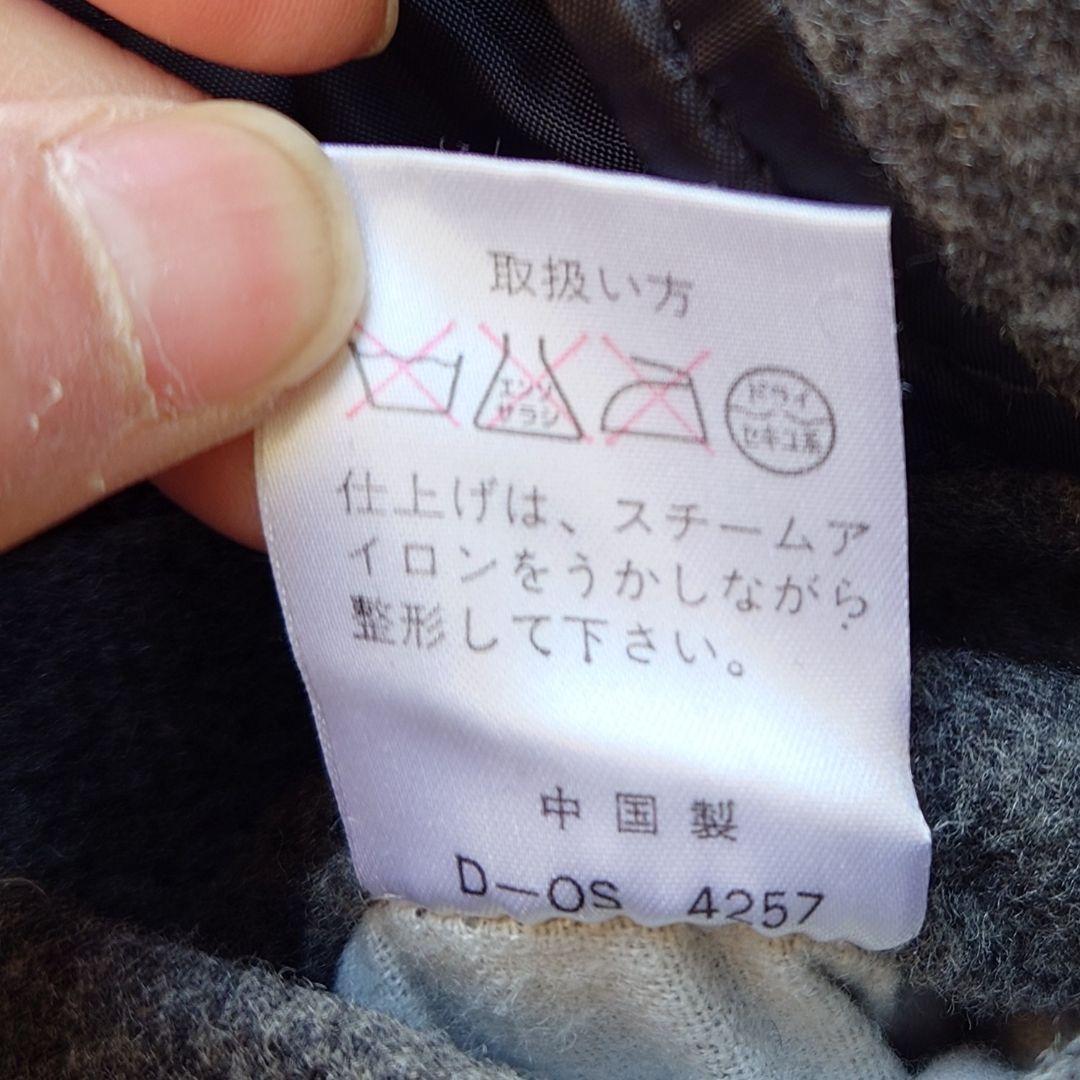 取扱い方
エンソ
サラシ
ドライ
セキユ系
仕上げは、スチームア
イロンをうかしながら
整形して下さい。
中国製
D-OS 4257